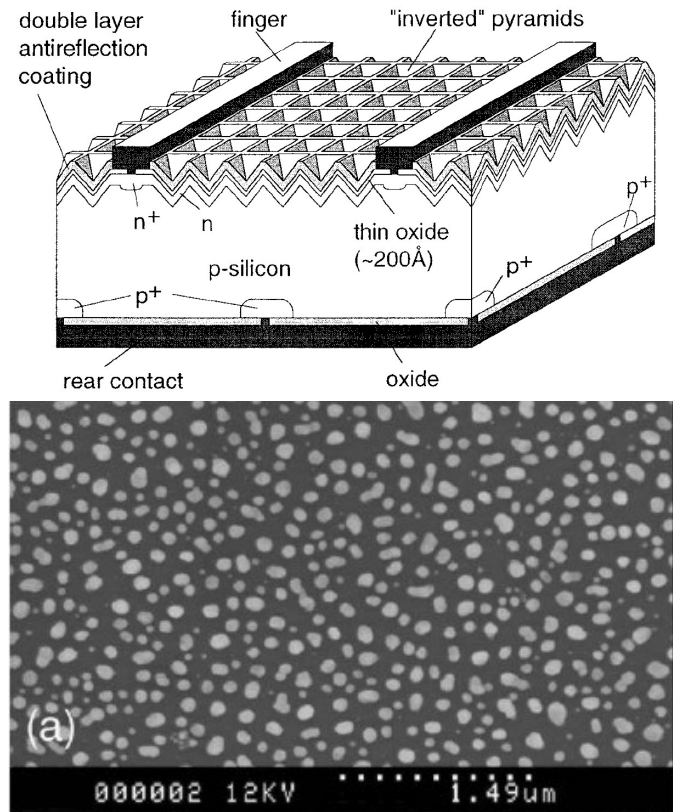 double layer
antireflection
coating
finger
"inverted" pyramids
n+
n
thin oxide
(~200Å)
p-silicon
p+
p+
p+
rear contact
oxide
(a)
000002 12KV 1.49um